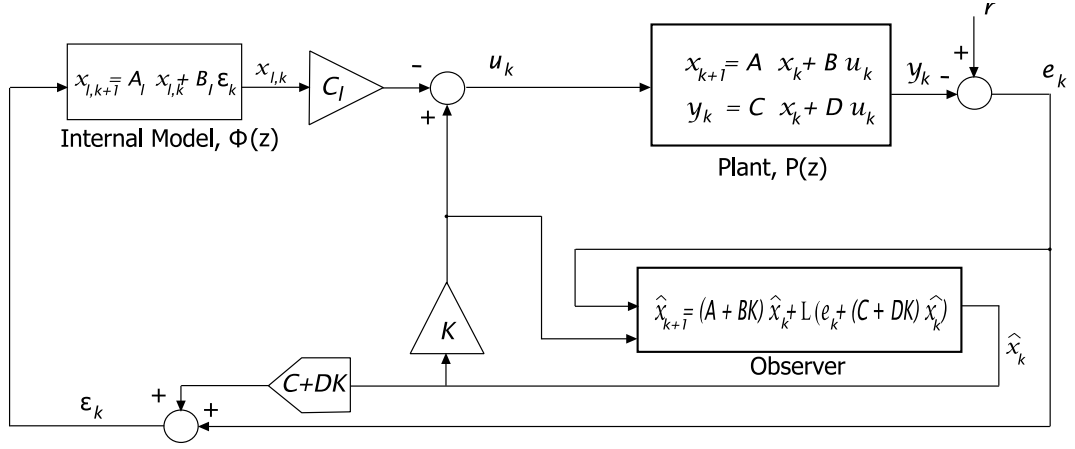 r
x_{I,k+1} = A_I x_{I,k} + B_I ε_k
x_{I,k}
C_I
-
+
u_k
x_{k+1} = A x_k + B u_k
y_k = C x_k + D u_k
y_k
-
+
e_k
Internal Model, Φ(z)
Plant, P(z)
K
x̂_{k+1} = (A + BK) x̂_k + L (e_k + (C + DK) x̂_k)
Observer
x̂_k
C+DK
+
+
ε_k